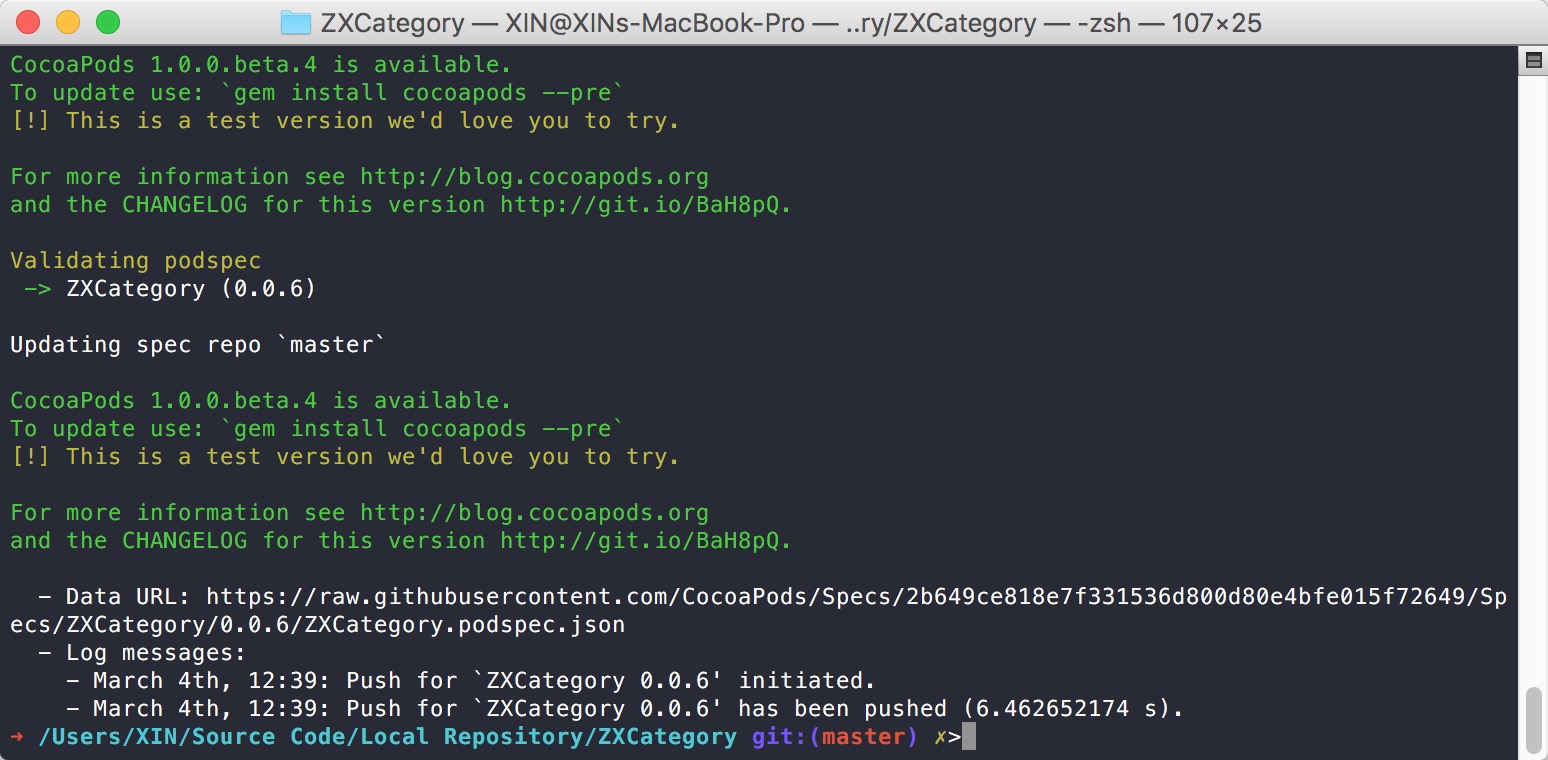 ZXCategory — XIN@XINs-MacBook-Pro — ..ry/ZXCategory — -zsh — 107×25
CocoaPods 1.0.0.beta.4 is available.
To update use: `gem install cocoapods --pre`
[!] This is a test version we'd love you to try.

For more information see http://blog.cocoapods.org
and the CHANGELOG for this version http://git.io/BaH8pQ.

Validating podspec
 -> ZXCategory (0.0.6)

Updating spec repo `master`

CocoaPods 1.0.0.beta.4 is available.
To update use: `gem install cocoapods --pre`
[!] This is a test version we'd love you to try.

For more information see http://blog.cocoapods.org
and the CHANGELOG for this version http://git.io/BaH8pQ.

  - Data URL: https://raw.githubusercontent.com/CocoaPods/Specs/2b649ce818e7f331536d800d80e4bfe015f72649/Sp
ecs/ZXCategory/0.0.6/ZXCategory.podspec.json
  - Log messages:
    - March 4th, 12:39: Push for `ZXCategory 0.0.6' initiated.
    - March 4th, 12:39: Push for `ZXCategory 0.0.6' has been pushed (6.462652174 s).
→ /Users/XIN/Source Code/Local Repository/ZXCategory git:(master) ✗>